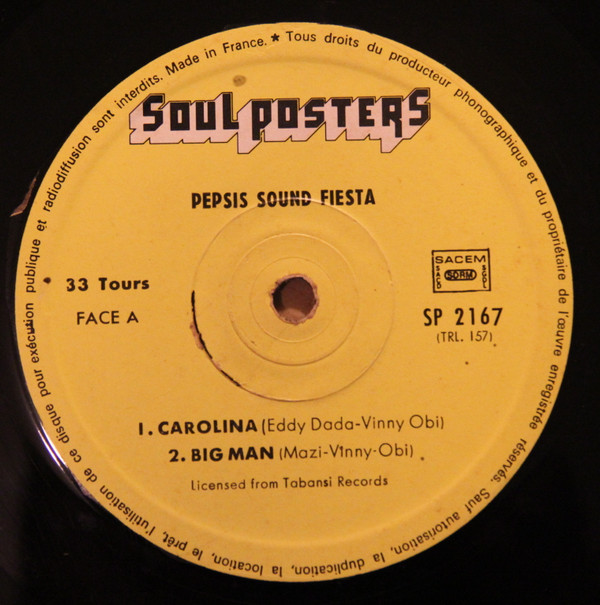 Soul posters
PEPSIS SOUND FIESTA
33 Tours
FACE A
SACEM
SACD
SDRM
SGDL
SP 2167
(TRL. 157)
1. CAROLINA (Eddy Dada-Vinny Obi)
2. BIG MAN (Mazi-V1nny-Obi)
Licensed from Tabansi Records
Made in France. ★ Tous droits du producteur phonographique et du propriétaire de l'œuvre enregistrée réservés. Sauf autorisation, la duplication, la location, le prêt, l'utilisation de ce disque pour exécution publique et radiodiffusion sont interdits.